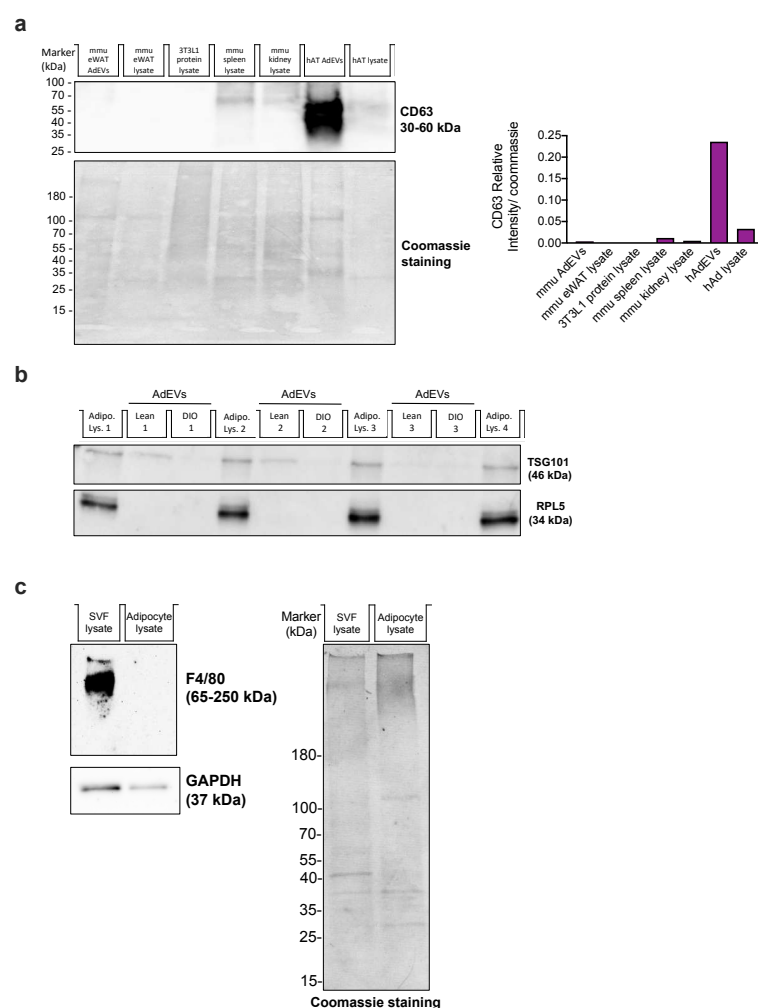 a
Marker
(kDa)
mmu
eWAT
AdEVs
mmu
eWAT
lysate
3T3L1
protein
lysate
mmu
spleen
lysate
mmu
kidney
lysate
hAT AdEVs
hAT lysate
100 -
70 -
55 -
40 -
35 -
25 -
CD63
30-60 kDa
180 -
100 -
70 -
55 -
40 -
35 -
25 -
15 -
Coomassie
staining
CD63 Relative
Intensity/ coommassie
0.25
0.20
0.15
0.10
0.05
0.00
mmu AdEVs
mmu eWAT lysate
3T3L1 protein lysate
mmu spleen lysate
mmu kidney lysate
hAdEVs
hAd lysate
b
AdEVs
AdEVs
AdEVs
Adipo.
Lys. 1
Lean
1
DIO
1
Adipo.
Lys. 2
Lean
2
DIO
2
Adipo.
Lys. 3
Lean
3
DIO
3
Adipo.
Lys. 4
TSG101
(46 kDa)
RPL5
(34 kDa)
c
SVF
lysate
Adipocyte
lysate
F4/80
(65-250 kDa)
GAPDH
(37 kDa)
Marker
(kDa)
SVF
lysate
Adipocyte
lysate
180-
100-
70-
55-
40-
35-
25-
15-
Coomassie staining